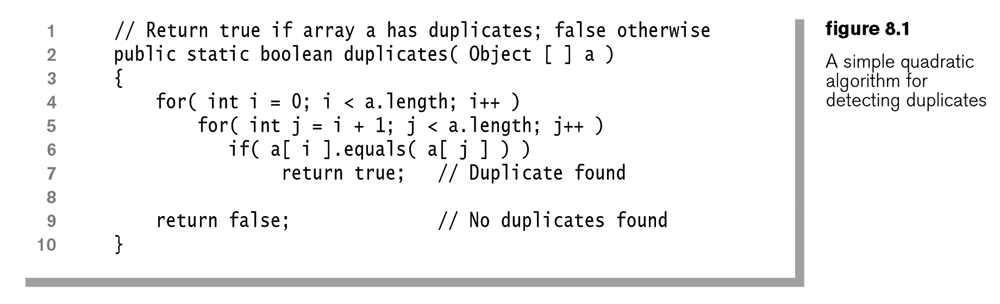 1 // Return true if array a has duplicates; false otherwise
2 public static boolean duplicates( Object [ ] a )
3 {
4 for( int i = 0; i < a.length; i++ )
5 for( int j = i + 1; j < a.length; j++ )
6 if( a[ i ].equals( a[ j ] ) )
7 return true; // Duplicate found
8
9 return false; // No duplicates found
10 }
figure 8.1
A simple quadratic
algorithm for
detecting duplicates